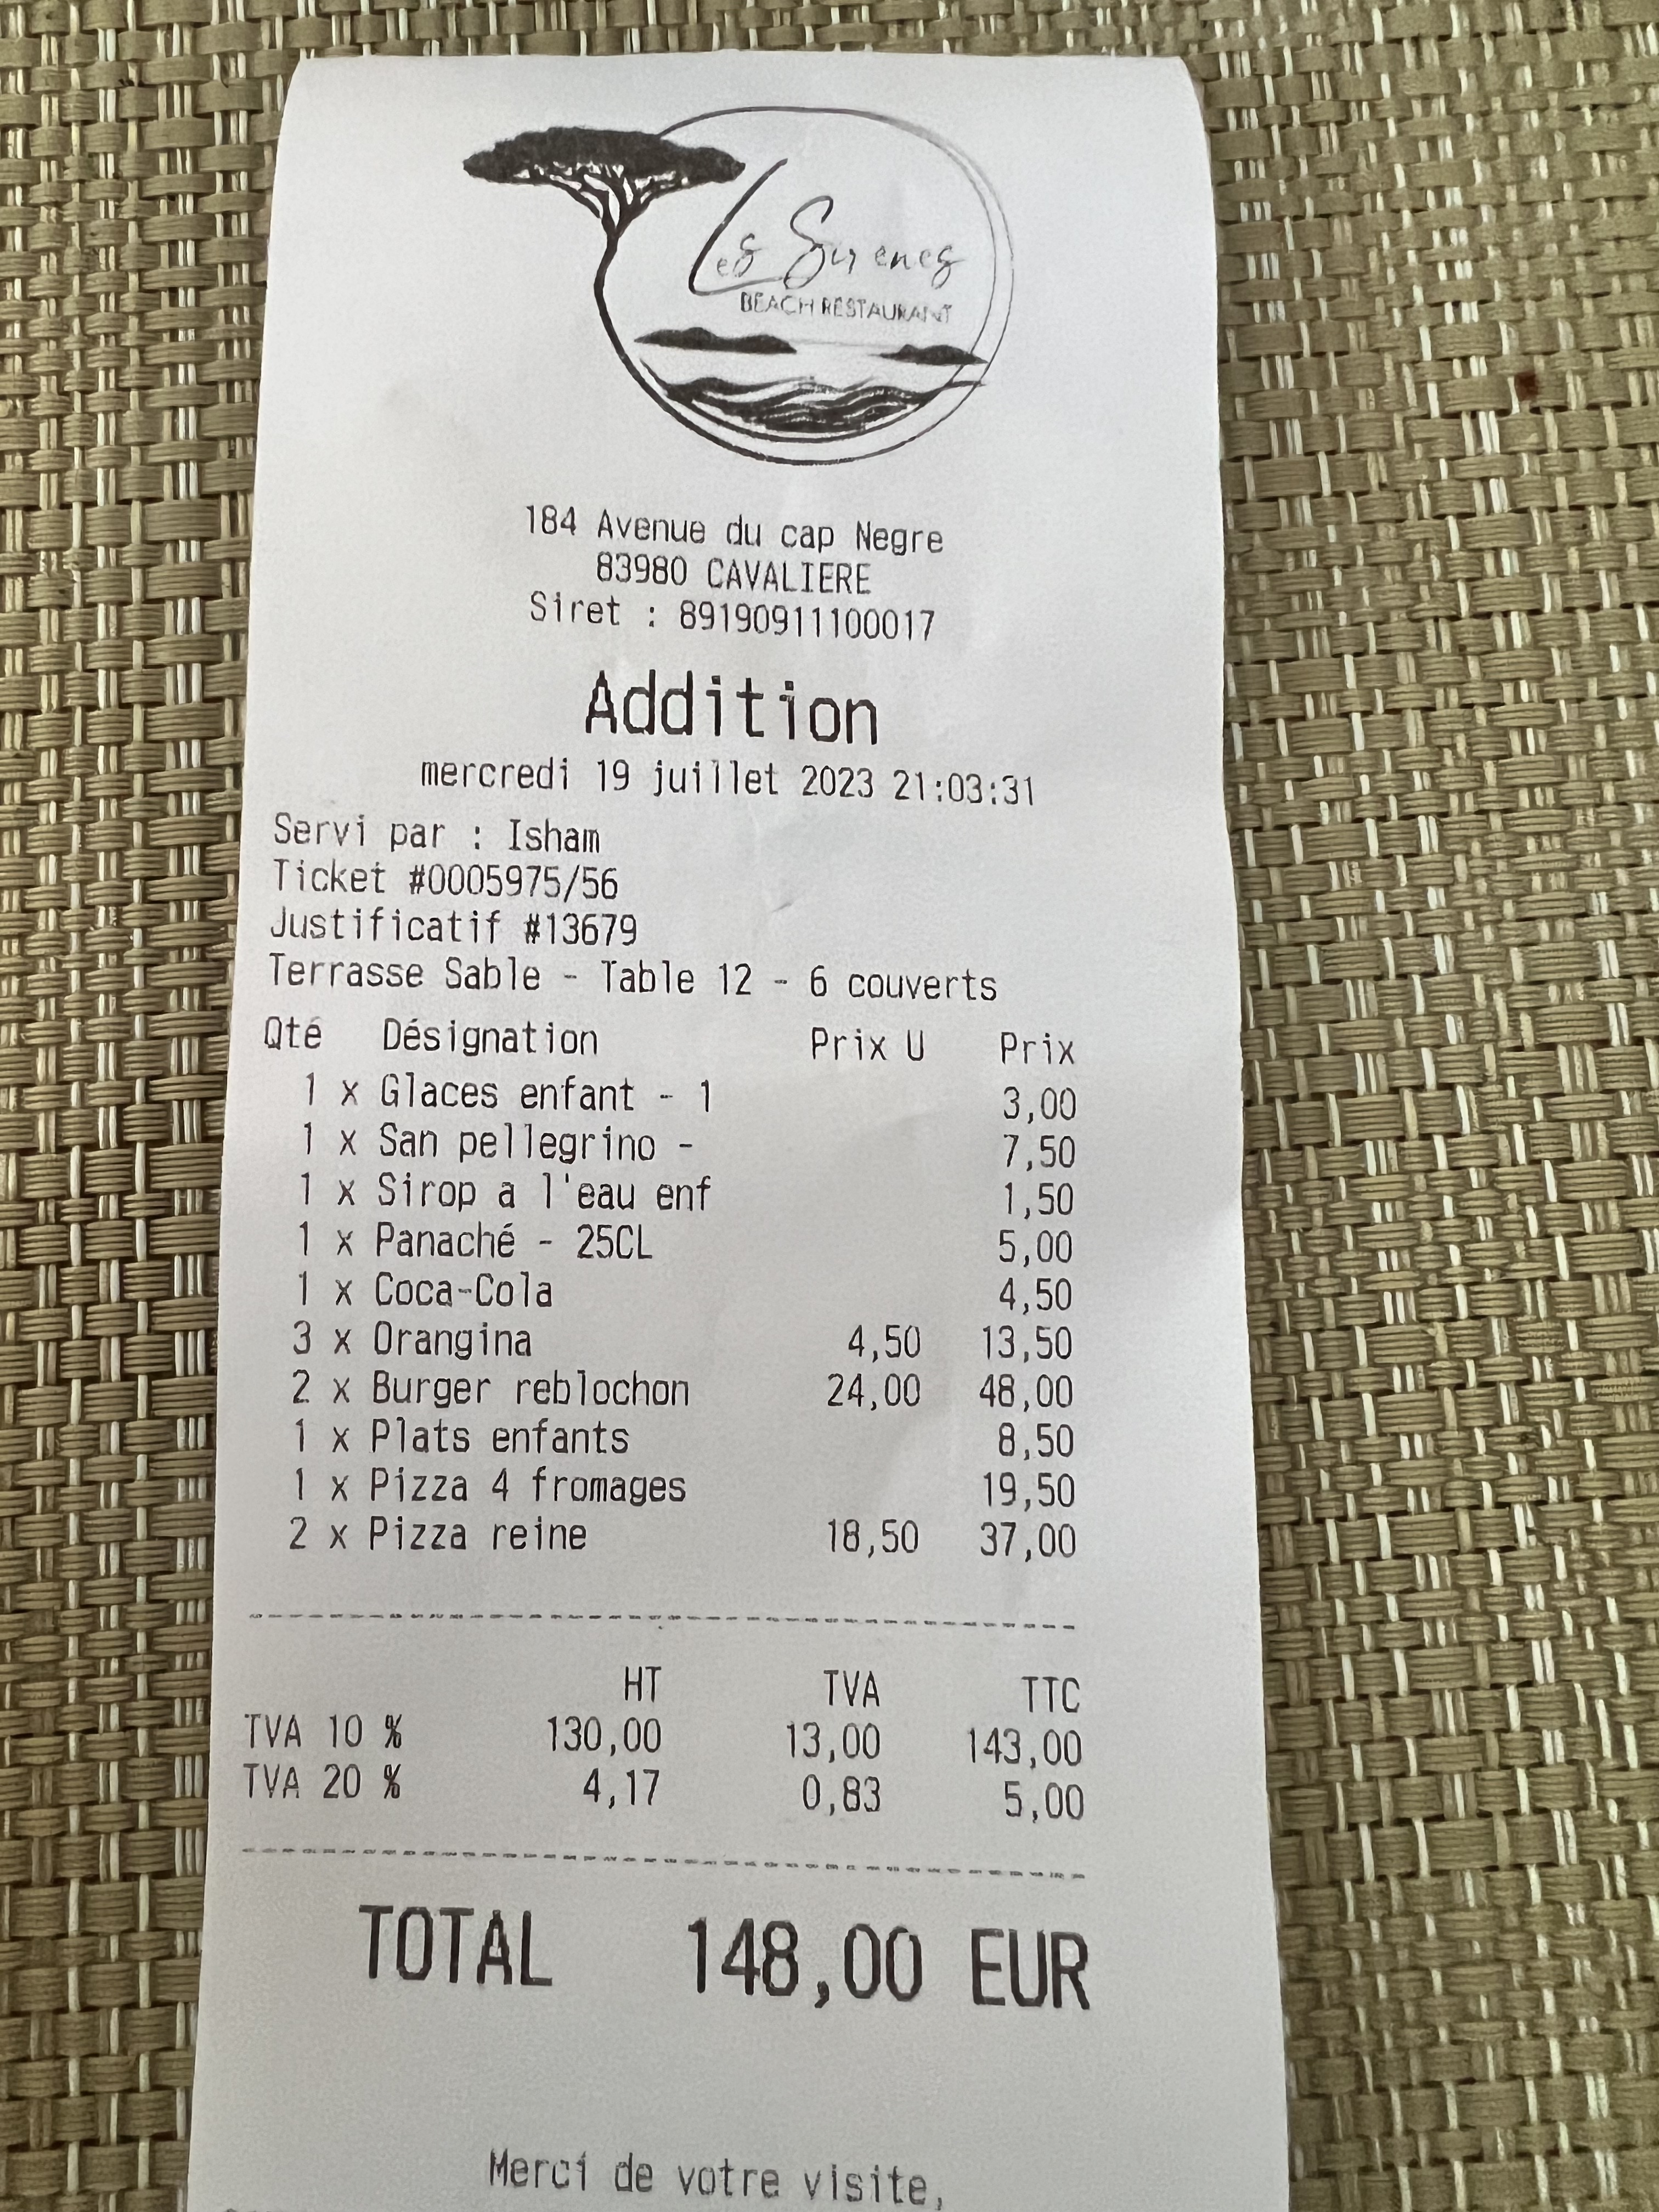 Les Sirenes
BEACH RESTAURANT
184 Avenue du cap Negre
83980 CAVALIERE
Siret : 89190911100017
Addition
mercredi 19 juillet 2023 21:03:31
Servi par : Isham
Ticket #0005975/56
Justificatif #13679
Terrasse Sable - Table 12 - 6 couverts
Qté Désignation Prix U Prix
1 x Glaces enfant - 1 3,00
1 x San pellegrino - 7,50
1 x Sirop a l'eau enf 1,50
1 x Panaché - 25CL 5,00
1 x Coca-Cola 4,50
3 x Orangina 4,50 13,50
2 x Burger reblochon 24,00 48,00
1 x Plats enfants 8,50
1 x Pizza 4 fromages 19,50
2 x Pizza reine 18,50 37,00
HT TVA TTC
TVA 10 % 130,00 13,00 143,00
TVA 20 % 4,17 0,83 5,00
TOTAL 148,00 EUR
Merci de votre visite,